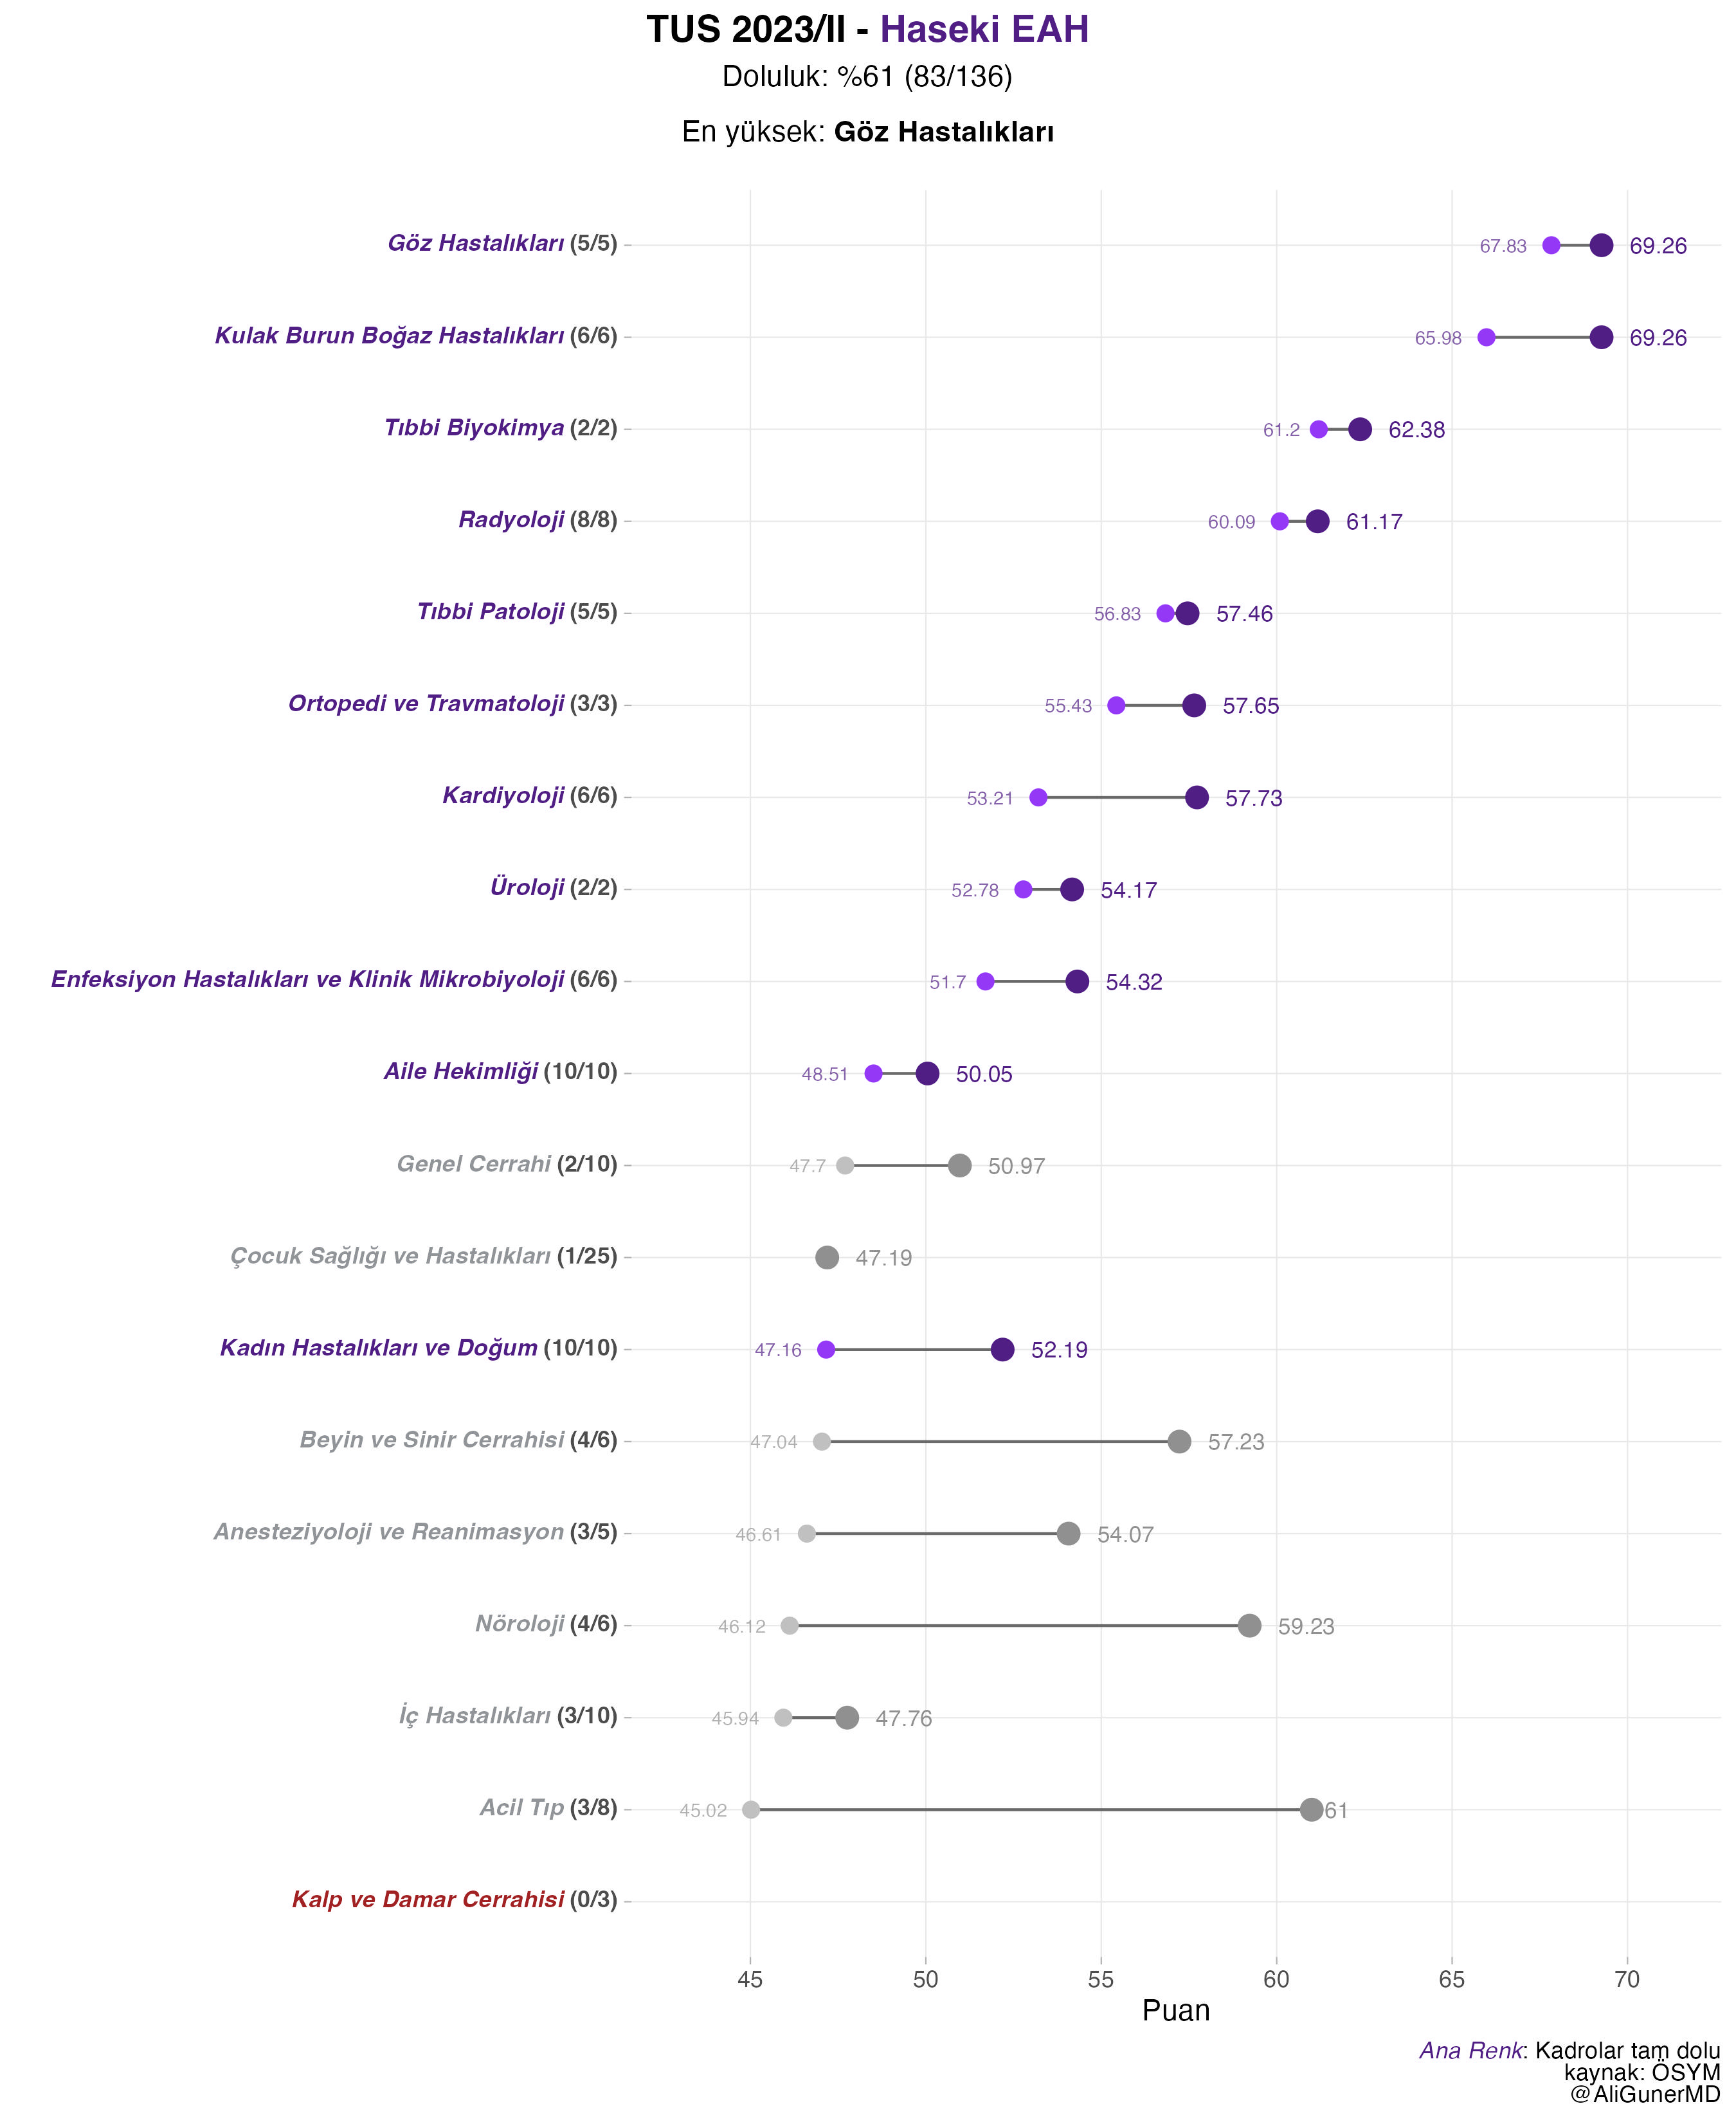 TUS 2023/II - Haseki EAH
Doluluk: %61 (83/136)
En yüksek: Göz Hastalıkları
Göz Hastalıkları (5/5) 67.83 69.26
Kulak Burun Boğaz Hastalıkları (6/6) 65.98 69.26
Tıbbi Biyokimya (2/2) 61.2 62.38
Radyoloji (8/8) 60.09 61.17
Tıbbi Patoloji (5/5) 56.83 57.46
Ortopedi ve Travmatoloji (3/3) 55.43 57.65
Kardiyoloji (6/6) 53.21 57.73
Üroloji (2/2) 52.78 54.17
Enfeksiyon Hastalıkları ve Klinik Mikrobiyoloji (6/6) 51.7 54.32
Aile Hekimliği (10/10) 48.51 50.05
Genel Cerrahi (2/10) 47.7 50.97
Çocuk Sağlığı ve Hastalıkları (1/25) 47.19
Kadın Hastalıkları ve Doğum (10/10) 47.16 52.19
Beyin ve Sinir Cerrahisi (4/6) 47.04 57.23
Anesteziyoloji ve Reanimasyon (3/5) 46.61 54.07
Nöroloji (4/6) 46.12 59.23
İç Hastalıkları (3/10) 45.94 47.76
Acil Tıp (3/8) 45.02 61
Kalp ve Damar Cerrahisi (0/3)
45 50 55 60 65 70
Puan
Ana Renk: Kadrolar tam dolu
kaynak: ÖSYM
@AliGunerMD